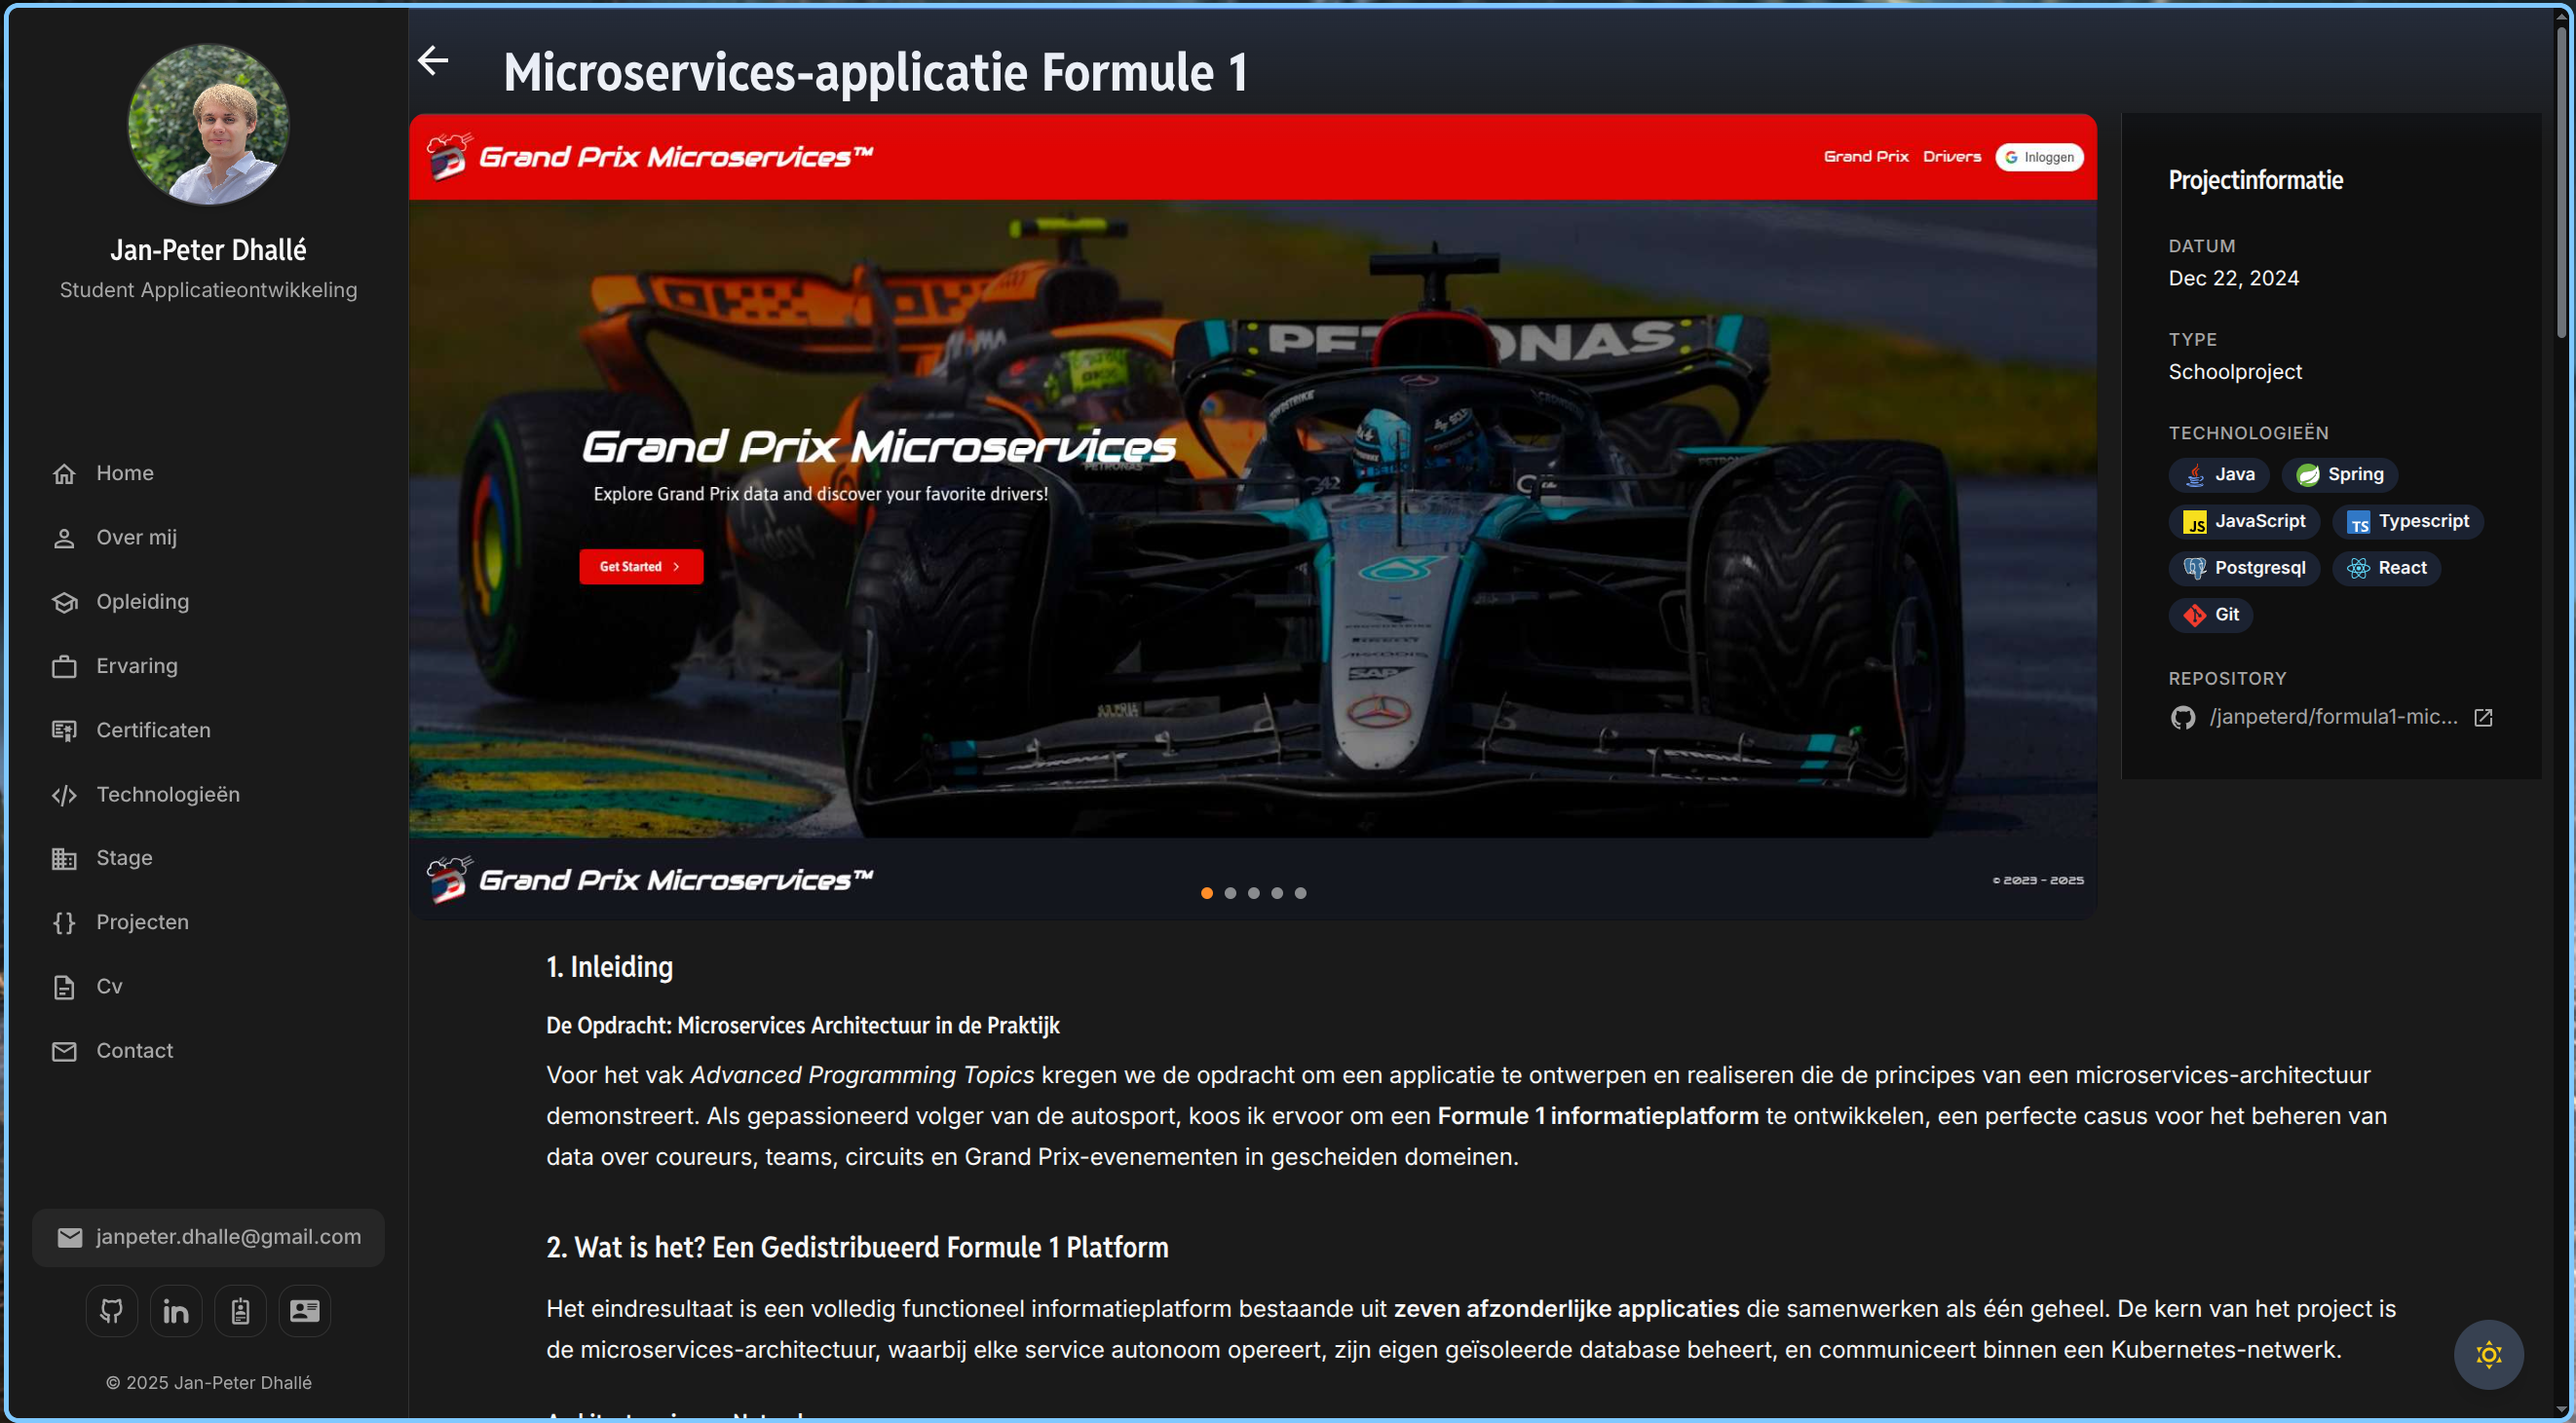 Jan-Peter Dhallé
Student Applicatieontwikkeling
Home
Over mij
Opleiding
Ervaring
Certificaten
Technologieën
Stage
Projecten
Cv
Contact
janpeter.dhalle@gmail.com
© 2025 Jan-Peter Dhallé
Microservices-applicatie Formule 1
Grand Prix Microservices™
Grand Prix Drivers Inloggen
PETRONAS
Grand Prix Microservices
Explore Grand Prix data and discover your favorite drivers!
Get Started
SAP
Grand Prix Microservices™
© 2023 - 2025
Projectinformatie
DATUM
Dec 22, 2024
TYPE
Schoolproject
TECHNOLOGIEËN
Java Spring
JS JavaScript TS Typescript
Postgresql React
Git
REPOSITORY
/janpeterd/formula1-mic...
1. Inleiding
De Opdracht: Microservices Architectuur in de Praktijk
Voor het vak Advanced Programming Topics kregen we de opdracht om een applicatie te ontwerpen en realiseren die de principes van een microservices-architectuur
demonstreert. Als gepassioneerd volger van de autosport, koos ik ervoor om een Formule 1 informatieplatform te ontwikkelen, een perfecte casus voor het beheren van
data over coureurs, teams, circuits en Grand Prix-evenementen in gescheiden domeinen.
2. Wat is het? Een Gedistribueerd Formule 1 Platform
Het eindresultaat is een volledig functioneel informatieplatform bestaande uit zeven afzonderlijke applicaties die samenwerken als één geheel. De kern van het project is
de microservices-architectuur, waarbij elke service autonoom opereert, zijn eigen geïsoleerde database beheert, en communiceert binnen een Kubernetes-netwerk.